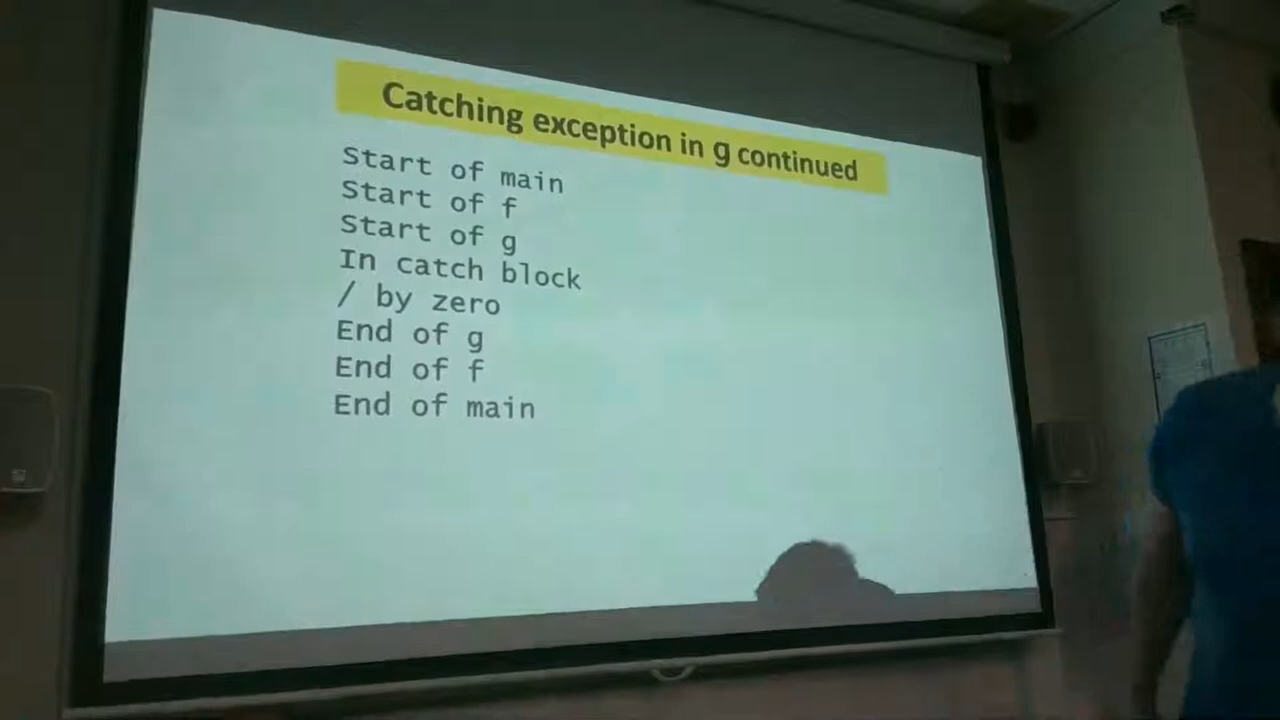 Catching exception in g continued
Start of main
Start of f
Start of g
In catch block
/ by zero
End of g
End of f
End of main